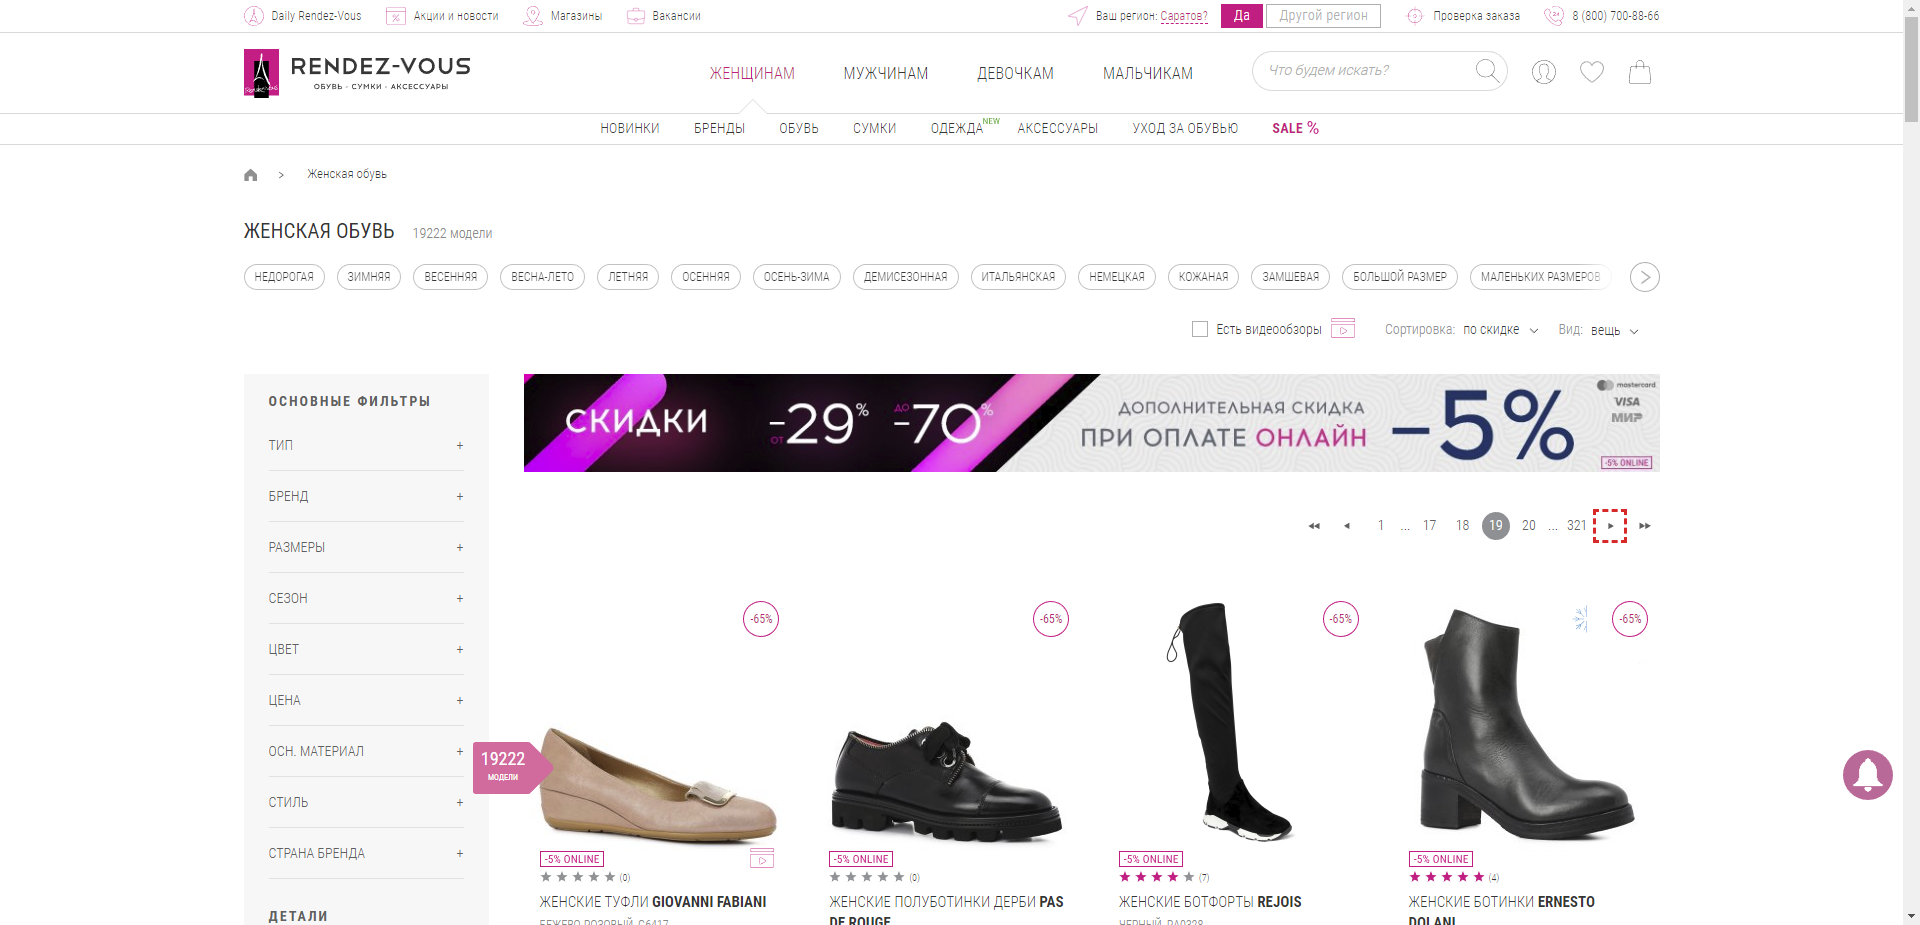 Daily Rendez-Vous
Акции и новости
Магазины
Вакансии
Ваш регион: Саратов?
Да
Другой регион
Проверка заказа
8 (800) 700-88-66
RENDEZ-VOUS
ОБУВЬ · СУМКИ · АКСЕССУАРЫ
ЖЕНЩИНАМ
МУЖЧИНАМ
ДЕВОЧКАМ
МАЛЬЧИКАМ
Что будем искать?
НОВИНКИ
БРЕНДЫ
ОБУВЬ
СУМКИ
ОДЕЖДА NEW
АКСЕССУАРЫ
УХОД ЗА ОБУВЬЮ
SALE %
> Женская обувь
ЖЕНСКАЯ ОБУВЬ 19222 модели
НЕДОРОГАЯ
ЗИМНЯЯ
ВЕСЕННЯЯ
ВЕСНА-ЛЕТО
ЛЕТНЯЯ
ОСЕННЯЯ
ОСЕНЬ-ЗИМА
ДЕМИСЕЗОННАЯ
ИТАЛЬЯНСКАЯ
НЕМЕЦКАЯ
КОЖАНАЯ
ЗАМШЕВАЯ
БОЛЬШОЙ РАЗМЕР
МАЛЕНЬКИХ РАЗМЕРОВ
Есть видеообзоры
Сортировка: по скидке
Вид: вещь
ОСНОВНЫЕ ФИЛЬТРЫ
ТИП +
БРЕНД +
РАЗМЕРЫ +
СЕЗОН +
ЦВЕТ +
ЦЕНА +
ОСН. МАТЕРИАЛ +
СТИЛЬ +
СТРАНА БРЕНДА +
ДЕТАЛИ
19222
МОДЕЛИ
СКИДКИ ОТ -29% ДО -70%
ДОПОЛНИТЕЛЬНАЯ СКИДКА
ПРИ ОПЛАТЕ ОНЛАЙН
-5%
mastercard
VISA
МИР
-5% ONLINE
1 ... 17 18 19 20 ... 321
-65%
-65%
-65%
-65%
-5% ONLINE
(0)
ЖЕНСКИЕ ТУФЛИ GIOVANNI FABIANI
БЕЖЕВО-РОЗОВЫЙ, G6417
-5% ONLINE
(0)
ЖЕНСКИЕ ПОЛУБОТИНКИ ДЕРБИ PAS
DE ROUGE
-5% ONLINE
(7)
ЖЕНСКИЕ БОТФОРТЫ REJOIS
ЧЕРНЫЙ, RA0328
-5% ONLINE
(4)
ЖЕНСКИЕ БОТИНКИ ERNESTO
DOLANI